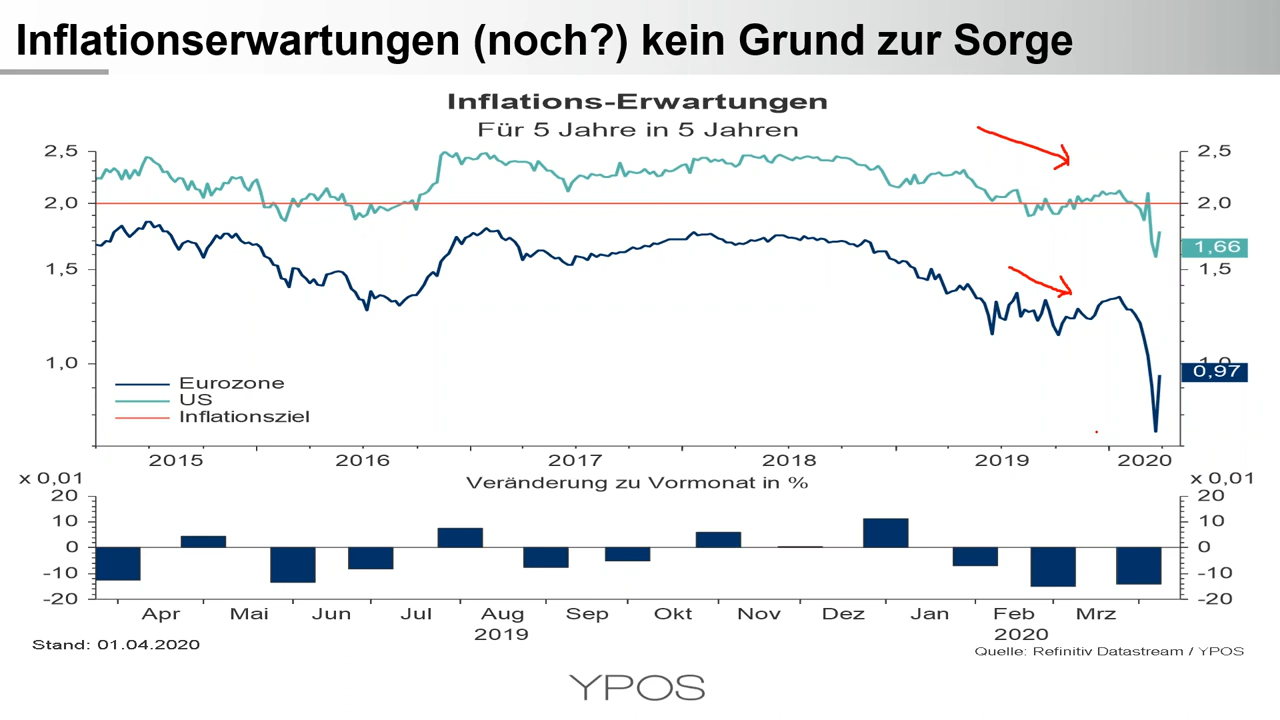 Inflationserwartungen (noch?) kein Grund zur Sorge
Inflations-Erwartungen
Für 5 Jahre in 5 Jahren
2,5 2,5
2,0 2,0
1,66
1,5 1,5
1,0 1,0
0,97
Eurozone
US
Inflationsziel
2015 2016 2017 2018 2019 2020
x 0,01 Veränderung zu Vormonat in % x 0,01
20 20
10 10
0 0
-10 -10
-20 -20
Apr Mai Jun Jul Aug Sep Okt Nov Dez Jan Feb Mrz
2019 2020
Stand: 01.04.2020
Quelle: Refinitiv Datastream / YPOS
YPOS